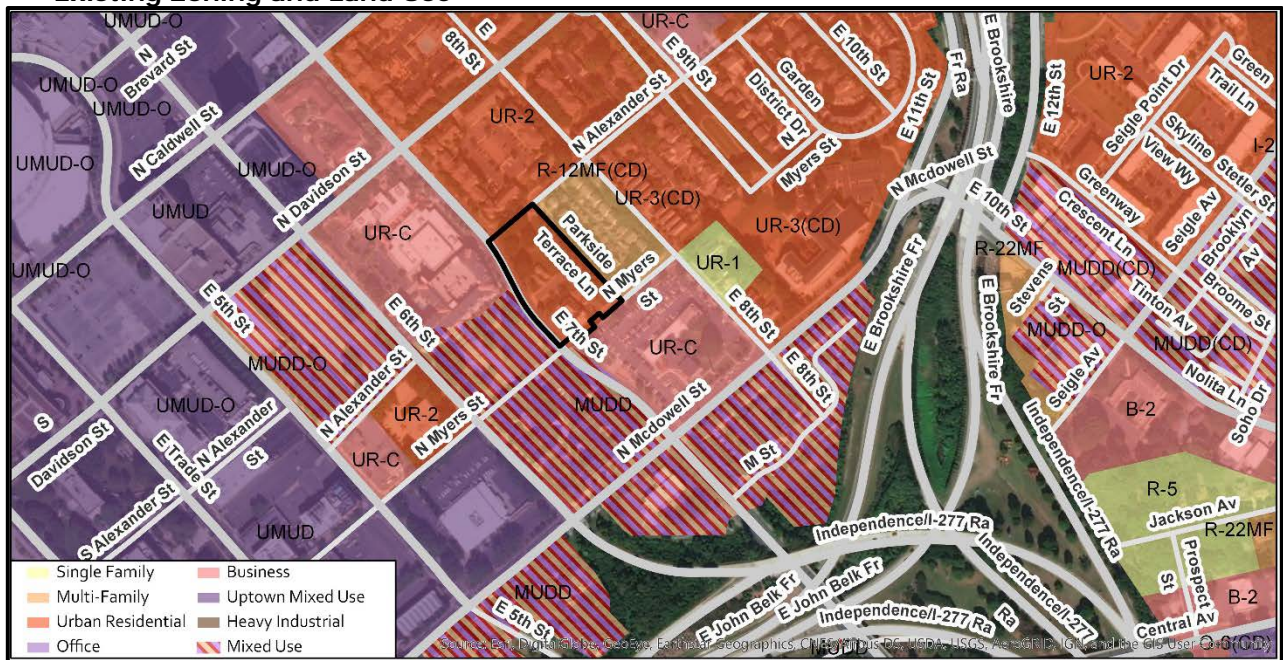 UMUD-O
N
Brevard St
UMUD-O
UMUD-O
UMUD-O
N Caldwell St
UMUD
UMUD-O
N Davidson St
E
8th St
UR-2
UR-C
E
9th St
E 10th St
Garden
District Dr
N Alexander St
N
Myers St
E 11th St
Fr Ra
E Brookshire
E 12th St
UR-2
Seigle Point Dr
Green
Trail Ln
Skyline
View Wy
Stetler St
I-2
Greenway
Crescent Ln
Seigle Av
Brooklyn
Av
N Mcdowell St
E 10th St
R-12MF(CD)
UR-3(CD)
UR-3(CD)
UR-C
Parkside
Terrace Ln
N Myers
St
UR-1
R-22MF
Stevens
St
MUDD(CD)
Tinton Av
Broome St
MUDD-O
MUDD(CD)
Nolita Ln
Soho Dr
Seigle Av
E Brookshire Fr
E Brookshire Fr
E 5th St
E 6th St
E 7th St
E 8th St
E 8th St
UR-C
MUDD-O
N Alexander St
UR-2
N Myers St
UR-C
MUDD
N Mcdowell St
M St
UMUD-O
S
Davidson St
E Trade St
N Alexander
St
S Alexander St
UMUD
B-2
R-5
Jackson Av
R-22MF
Prospect
St
B-2
Central Av
Independence/I-277 Ra
Independence/I-277 Ra
Independence/I-277
Ra
Independence/I-277 Ra
E John Belk Fr
E John Belk Fr
MUDD
E 5th St
Single Family
Multi-Family
Urban Residential
Office
Business
Uptown Mixed Use
Heavy Industrial
Mixed Use